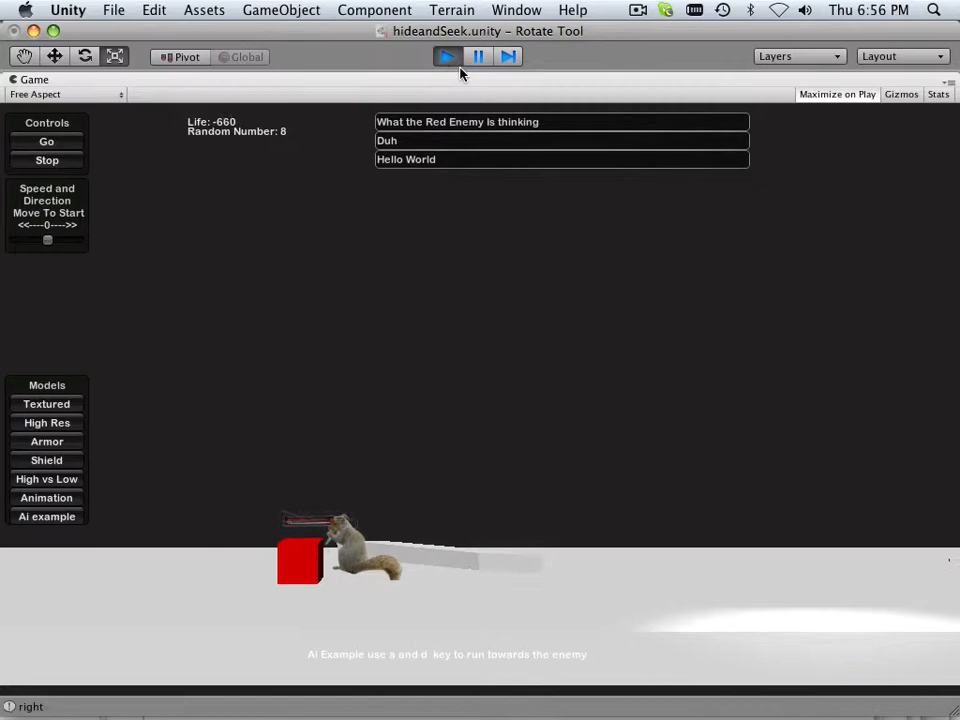 Unity File Edit Assets GameObject Component Terrain Window Help Thu 6:56 PM
hideandSeek.unity – Rotate Tool
Pivot Global Layers Layout
Game
Free Aspect Maximize on Play Gizmos Stats
Controls
Go
Stop
Speed and
Direction
Move To Start
<<----0---->>
Life: -660
Random Number: 8
What the Red Enemy Is thinking
Duh
Hello World
Models
Textured
High Res
Armor
Shield
High vs Low
Animation
Ai example
Ai Example use a and d key to run towards the enemy
right